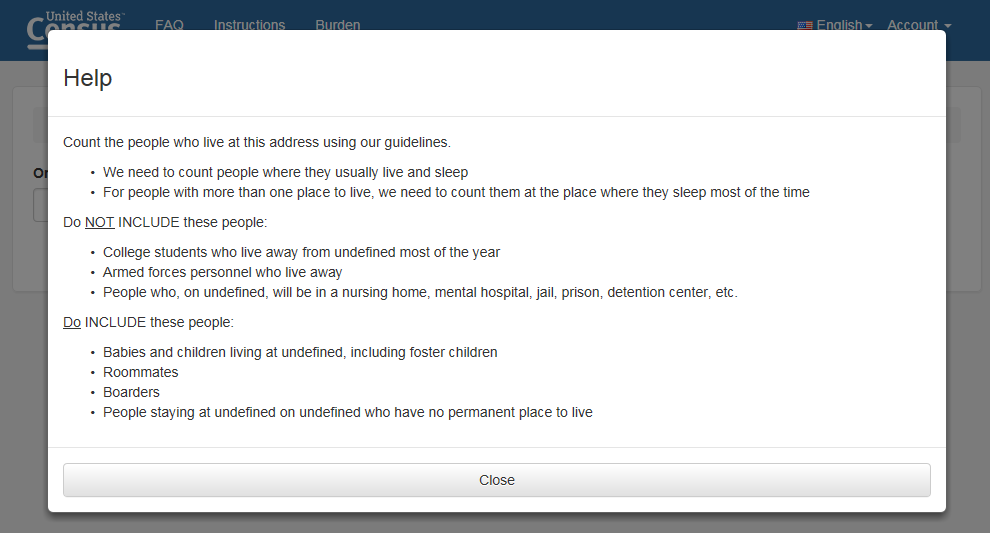 United States™
Census
FAQ Instructions Burden
English Account
Help
Count the people who live at this address using our guidelines.
• We need to count people where they usually live and sleep
• For people with more than one place to live, we need to count them at the place where they sleep most of the time
Do NOT INCLUDE these people:
• College students who live away from undefined most of the year
• Armed forces personnel who live away
• People who, on undefined, will be in a nursing home, mental hospital, jail, prison, detention center, etc.
Do INCLUDE these people:
• Babies and children living at undefined, including foster children
• Roommates
• Boarders
• People staying at undefined on undefined who have no permanent place to live
Close